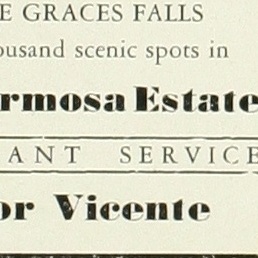 E GRACES FALLS
ousand scenic spots in
rmosa Estate
ANT SERVICE
or Vicente